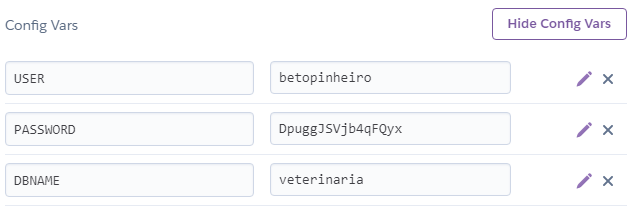 Config Vars Hide Config Vars
USER betopinheiro
PASSWORD DpuggJSVjb4qFQyx
DBNAME veterinaria